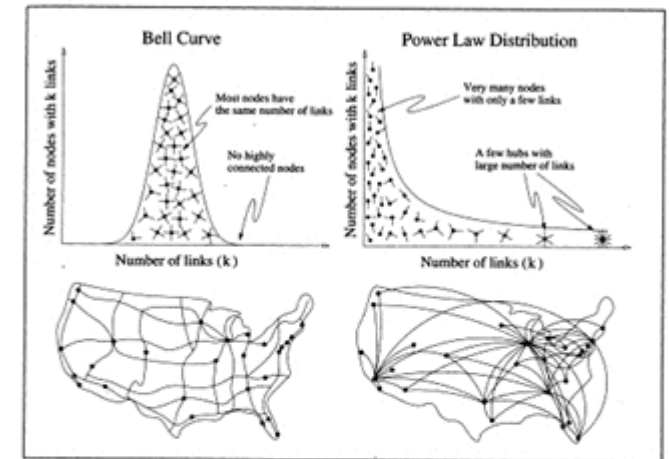 Bell Curve
Number of nodes with k links
Most nodes have
the same number of links
No highly
connected nodes
Number of links (k)
Power Law Distribution
Number of nodes with k links
Very many nodes
with only a few links
A few hubs with
large number of links
Number of links (k)